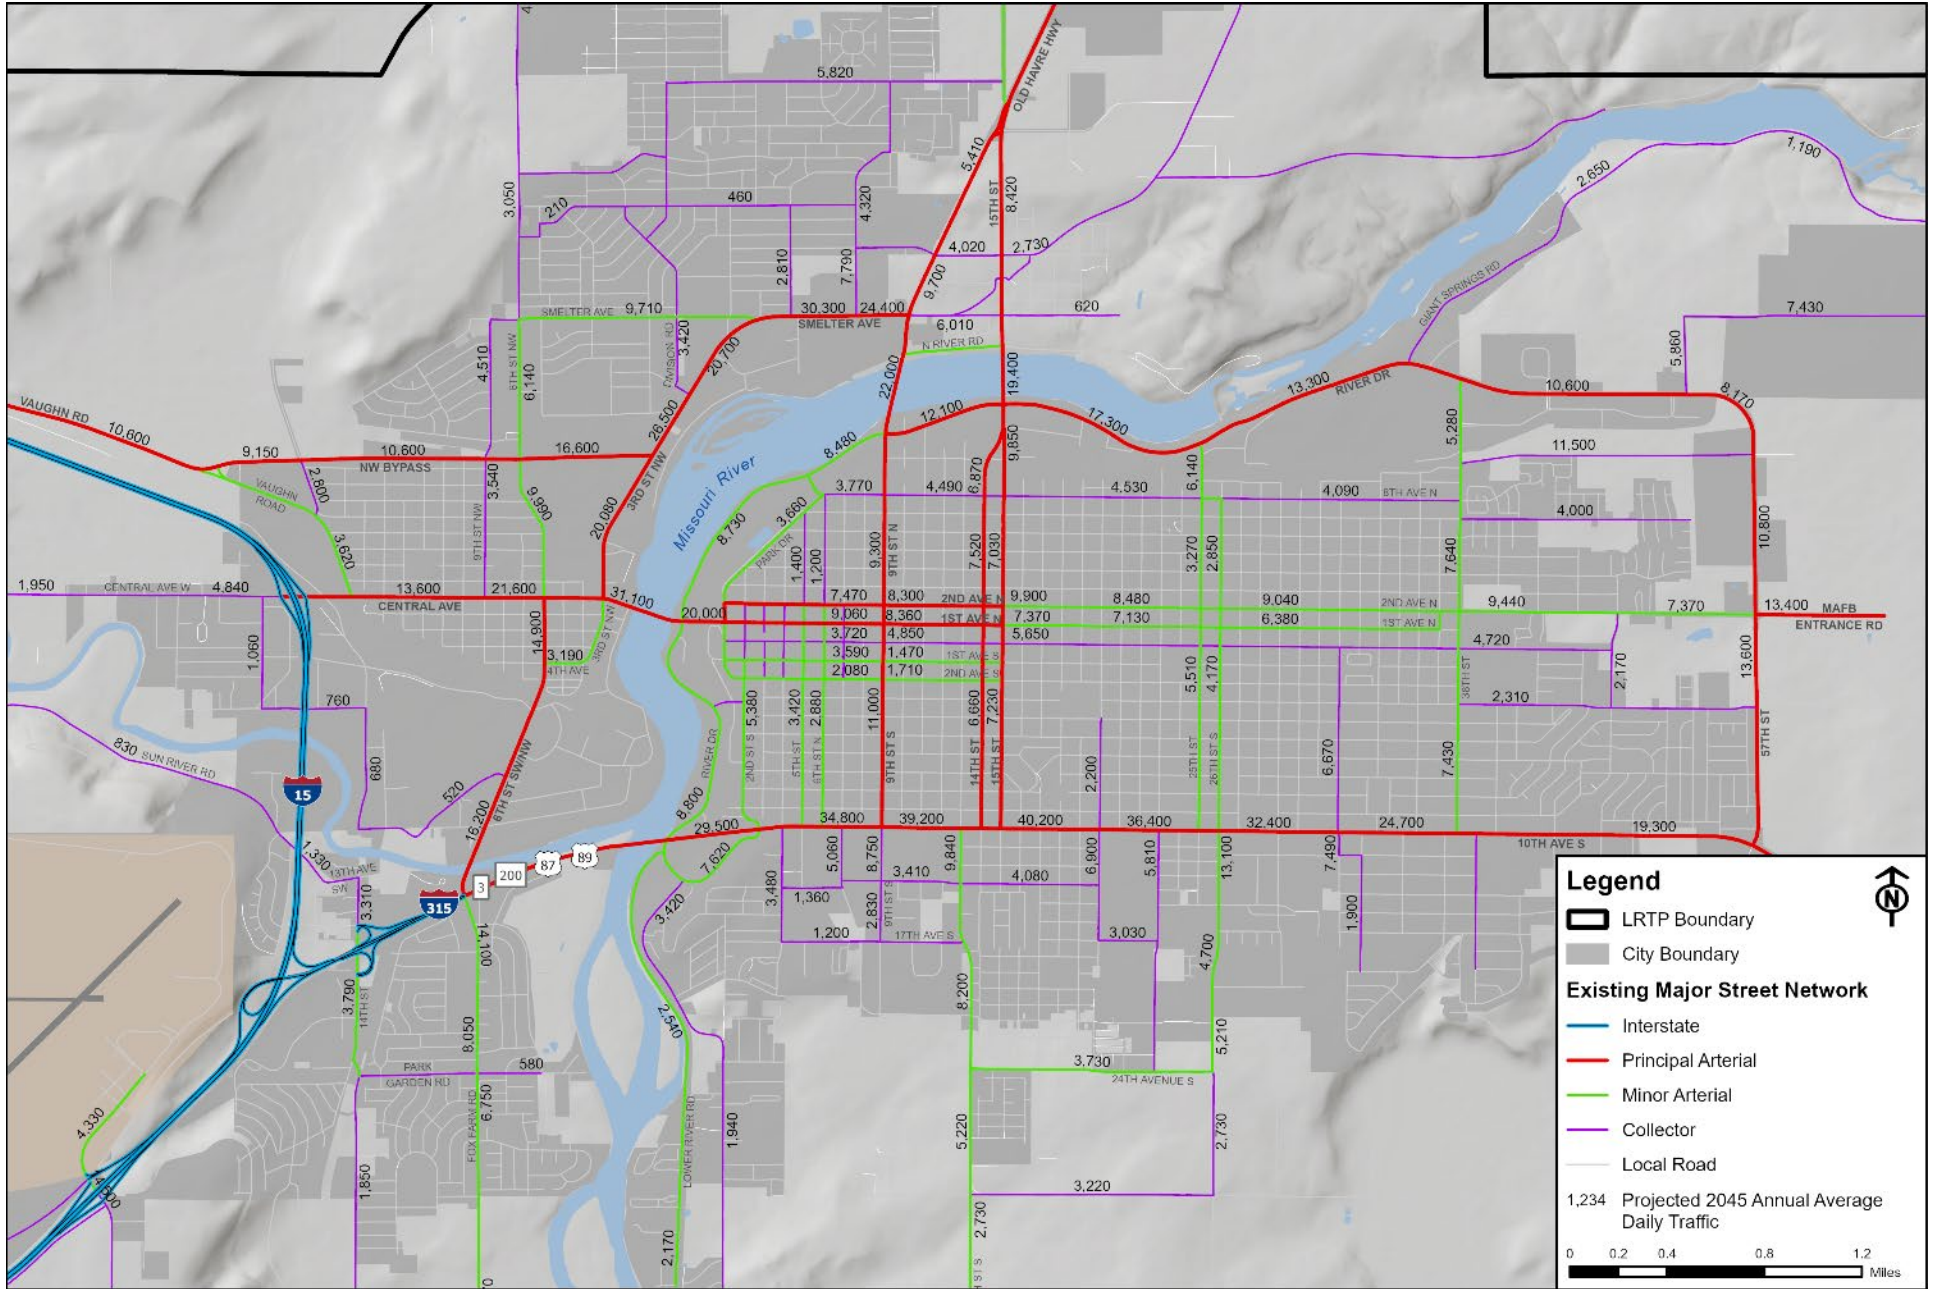 4
OLD HAVRE HWY
5,820
5,410
15TH ST
8,420
1,190
2,650
3,050
210
460
4,320
2,810
7,790
4,020
2,730
9,700
GIANT SPRINGS RD
SMELTER AVE
9,710
30,300
24,400
SMELTER AVE
6,010
620
7,430
N RIVER RD
4,510
6TH ST NW
6,140
DIVISION RD
3,420
20,700
22,000
19,400
5,860
13,300
RIVER DR
10,600
8,170
VAUGHN RD
10,600
9,150
10,600
NW BYPASS
16,600
26,500
12,100
17,300
5,280
2,800
VAUGHN
ROAD
3,540
9,990
3RD ST NW
20,080
Missouri River
8,480
9,850
6,870
11,500
6,140
3,770
4,490
4,530
4,090
8TH AVE N
8,730
3,660
PARK DR
4,000
10,800
3,620
9TH ST NW
1,400
1,200
9,300
9TH ST N
7,520
7,030
3,270
2,850
7,640
1,950
CENTRAL AVE W
4,840
13,600
CENTRAL AVE
21,600
31,100
20,000
7,470
8,300
2ND AVE N
9,900
8,480
9,040
2ND AVE N
9,440
7,370
13,400
MAFB
ENTRANCE RD
9,060
8,360
1ST AVE N
7,370
7,130
6,380
1ST AVE N
3,720
4,850
5,650
4,720
3,590
1,470
1ST AVE S
2,080
1,710
2ND AVE S
1,060
14,900
3,190
4TH AVE
3RD ST NW
760
5,510
4,170
38TH ST
2,310
2,170
13,600
57TH ST
830
SUN RIVER RD
680
520
16,200
6TH ST SW/NW
RIVER DR
8,800
5,380
2ND ST S
3,420
5TH ST
2,880
6TH ST N
11,000
9TH ST S
6,660
14TH ST
7,230
15TH ST
2,200
25TH ST
26TH ST S
6,670
7,430
15
29,500
34,800
39,200
40,200
36,400
32,400
24,700
19,300
10TH AVE S
1,330
13TH AVE
SW
3,310
315
3
200
87
89
7,620
3,420
3,480
5,060
8,750
9,840
3,410
4,080
1,360
2,830
9TH ST S
1,200
17TH AVE S
6,900
5,810
13,100
7,490
1,900
3,030
14,100
3,790
14TH ST
8,050
2,540
8,200
4,700
5,210
PARK
GARDEN RD
580
3,730
24TH AVENUE S
4,330
FOX FARM RD
6,750
LOWER RIVER RD
1,940
5,220
2,730
1,850
3,220
2,170
2,730
Legend
N
LRTP Boundary
City Boundary
Existing Major Street Network
Interstate
Principal Arterial
Minor Arterial
Collector
Local Road
1,234 Projected 2045 Annual Average
Daily Traffic
0 0.2 0.4 0.8 1.2
Miles